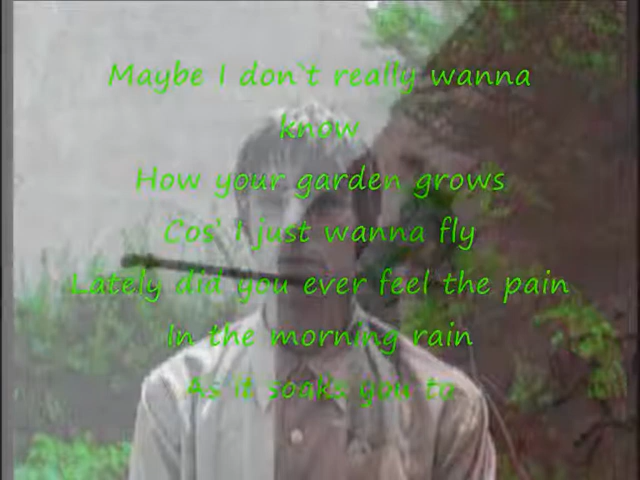 Maybe I don`t really wanna
know
How your garden grows
Cos' I just wanna fly
Lately did you ever feel the pain
In the morning rain
As it soaks you to